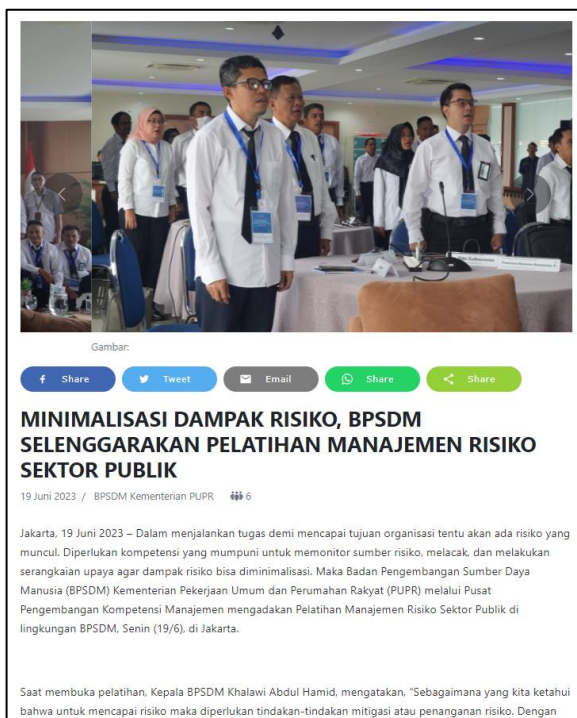 Gambar:
Share
Tweet
Email
Share
Share
MINIMALISASI DAMPAK RISIKO, BPSDM
SELENGGARAKAN PELATIHAN MANAJEMEN RISIKO
SEKTOR PUBLIK
19 Juni 2023 / BPSDM Kementerian PUPR 6
Jakarta, 19 Juni 2023 – Dalam menjalankan tugas demi mencapai tujuan organisasi tentu akan ada risiko yang
muncul. Diperlukan kompetensi yang mumpuni untuk memonitor sumber risiko, melacak, dan melakukan
serangkaian upaya agar dampak risiko bisa diminimalisasi. Maka Badan Pengembangan Sumber Daya
Manusia (BPSDM) Kementerian Pekerjaan Umum dan Perumahan Rakyat (PUPR) melalui Pusat
Pengembangan Kompetensi Manajemen mengadakan Pelatihan Manajemen Risiko Sektor Publik di
lingkungan BPSDM, Senin (19/6), di Jakarta.
Saat membuka pelatihan, Kepala BPSDM Khalawi Abdul Hamid, mengatakan, "Sebagaimana yang kita ketahui
bahwa untuk mencapai risiko maka diperlukan tindakan-tindakan mitigasi atau penanganan risiko. Dengan